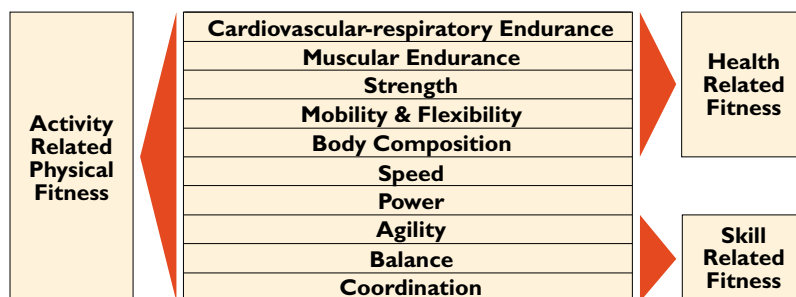 Activity
Related
Physical
Fitness
Cardiovascular-respiratory Endurance
Muscular Endurance
Strength
Mobility & Flexibility
Body Composition
Speed
Power
Agility
Balance
Coordination
Health
Related
Fitness
Skill
Related
Fitness